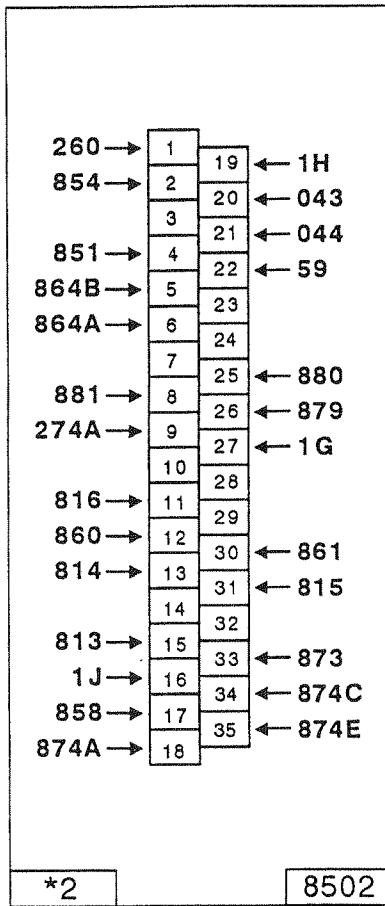 260 → 1
19 ← 1H
854 → 2
20 ← 043
3
21 ← 044
851 → 4
22 ← 59
864B → 5
23
864A → 6
24
7
25 ← 880
881 → 8
26 ← 879
274A → 9
27 ← 1G
10
28
816 → 11
29
860 → 12
30 ← 861
814 → 13
31 ← 815
14
32
813 → 15
33 ← 873
1J → 16
34 ← 874C
858 → 17
35 ← 874E
874A → 18
*2
8502